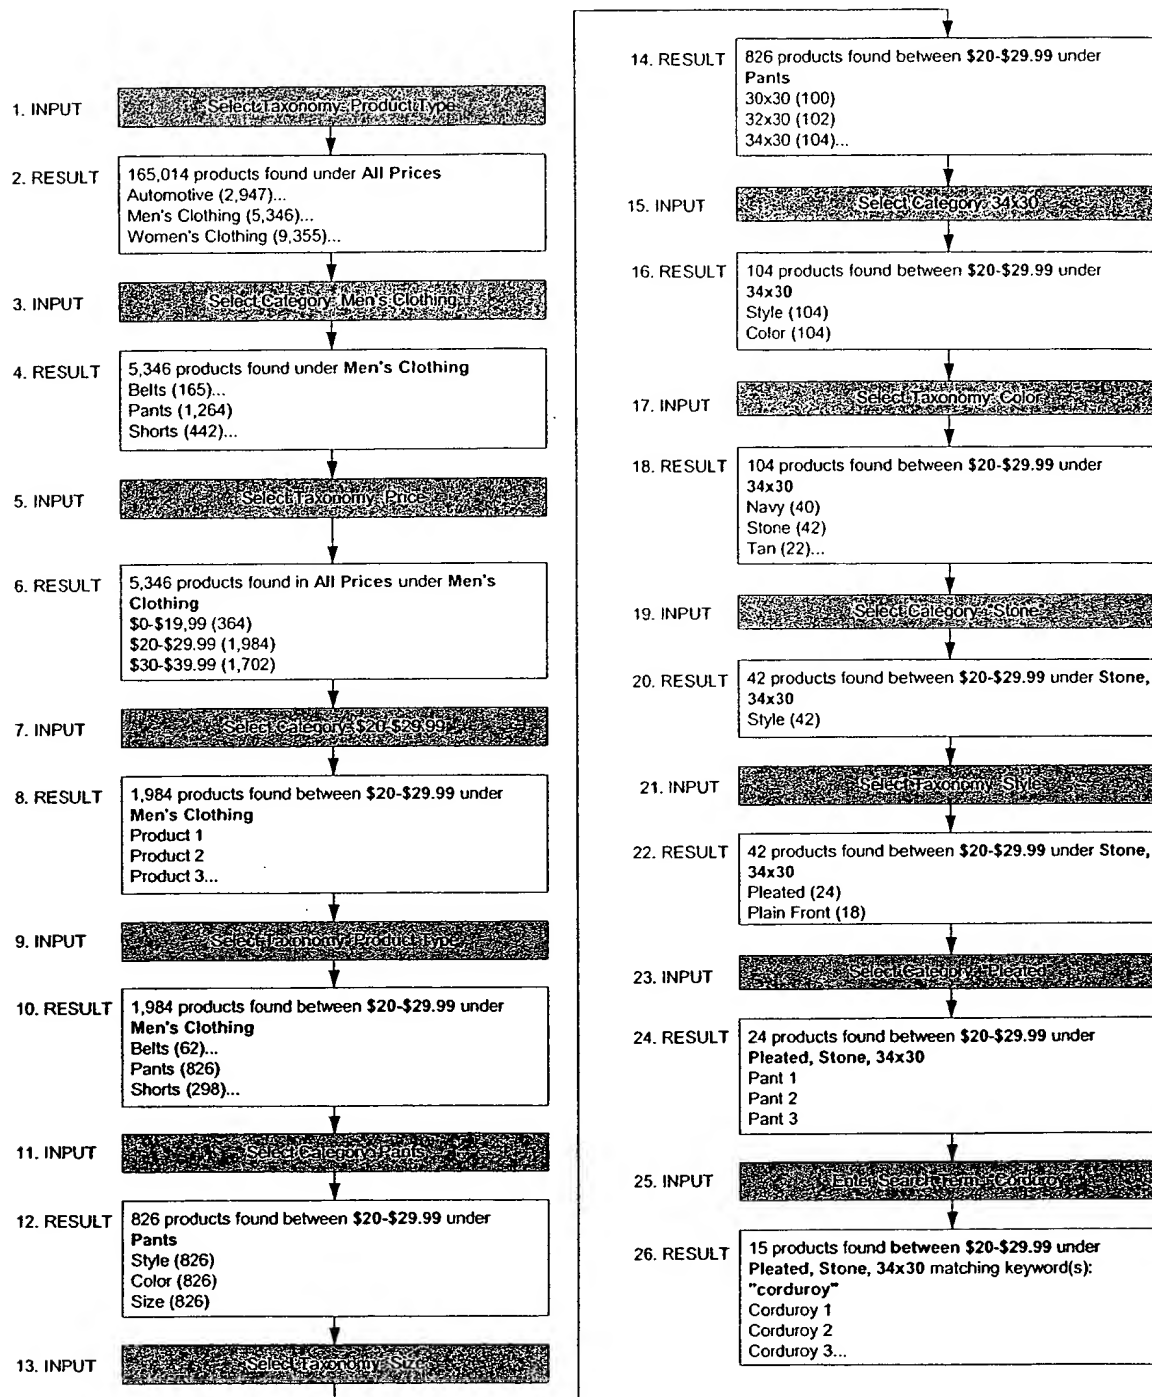 1. INPUT
Select Taxonomy: Product Type
2. RESULT
165,014 products found under All Prices
Automotive (2,947)...
Men's Clothing (5,346)...
Women's Clothing (9,355)...
3. INPUT
Select Category: Men's Clothing
4. RESULT
5,346 products found under Men's Clothing
Belts (165)...
Pants (1,264)
Shorts (442)...
5. INPUT
Select Taxonomy: Price
6. RESULT
5,346 products found in All Prices under Men's
Clothing
$0-$19,99 (364)
$20-$29.99 (1,984)
$30-$39.99 (1,702)
7. INPUT
Select Category: $20-$29.99
8. RESULT
1,984 products found between $20-$29.99 under
Men's Clothing
Product 1
Product 2
Product 3...
9. INPUT
Select Taxonomy: Product Type
10. RESULT
1,984 products found between $20-$29.99 under
Men's Clothing
Belts (62)...
Pants (826)
Shorts (298)...
11. INPUT
Select Category: Pants
12. RESULT
826 products found between $20-$29.99 under
Pants
Style (826)
Color (826)
Size (826)
13. INPUT
Select Taxonomy: Size
14. RESULT
826 products found between $20-$29.99 under
Pants
30x30 (100)
32x30 (102)
34x30 (104)...
15. INPUT
Select Category: 34x30
16. RESULT
104 products found between $20-$29.99 under
34x30
Style (104)
Color (104)
17. INPUT
Select Taxonomy: Color
18. RESULT
104 products found between $20-$29.99 under
34x30
Navy (40)
Stone (42)
Tan (22)...
19. INPUT
Select Category: "Stone"
20. RESULT
42 products found between $20-$29.99 under Stone,
34x30
Style (42)
21. INPUT
Select Taxonomy: Style
22. RESULT
42 products found between $20-$29.99 under Stone,
34x30
Pleated (24)
Plain Front (18)
23. INPUT
Select Category: Pleated
24. RESULT
24 products found between $20-$29.99 under
Pleated, Stone, 34x30
Pant 1
Pant 2
Pant 3
25. INPUT
Enter Search Term: Corduroy
26. RESULT
15 products found between $20-$29.99 under
Pleated, Stone, 34x30 matching keyword(s):
"corduroy"
Corduroy 1
Corduroy 2
Corduroy 3...